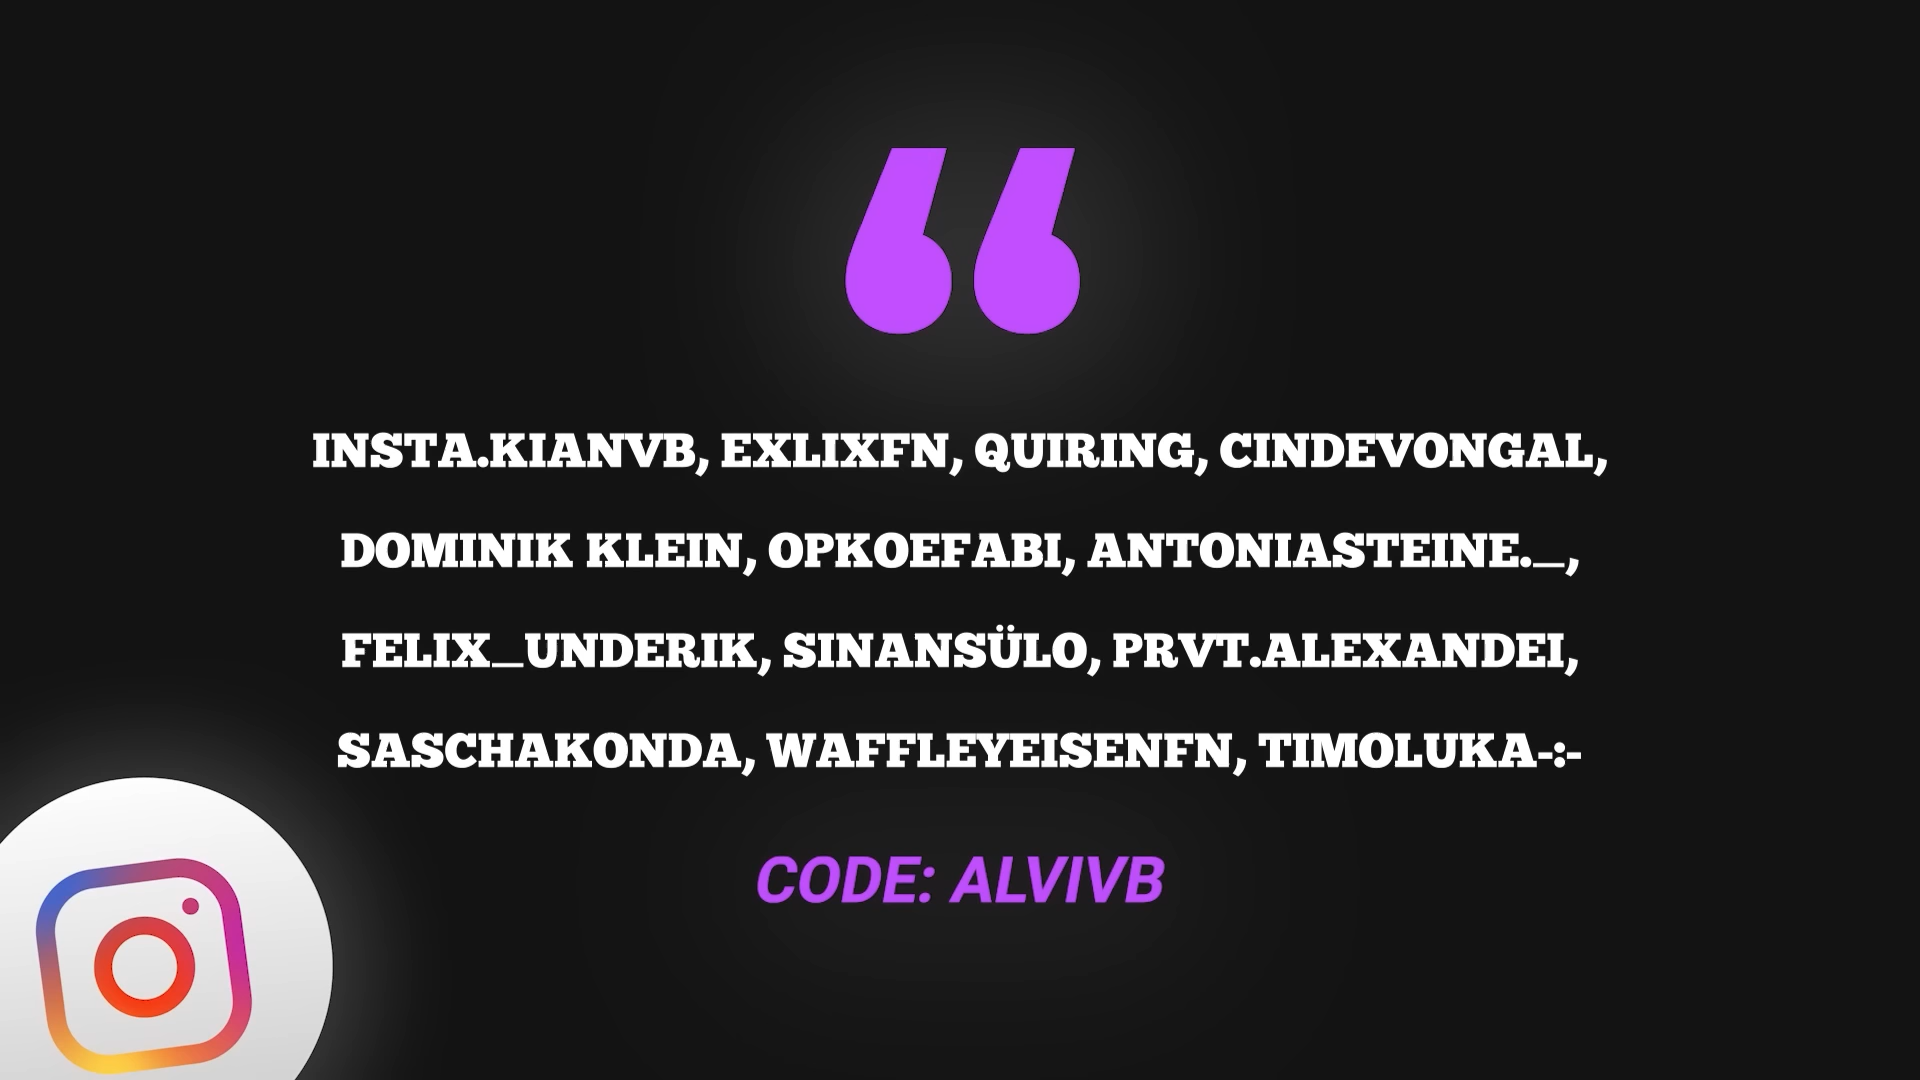 “
INSTA.KIANVB, EXLIXFN, QUIRING, CINDEVONGAL,
DOMINIK KLEIN, OPKOEFABI, ANTONIASTEINE._,
FELIX_UNDERIK, SINANSÜLO, PRVT.ALEXANDEI,
SASCHAKONDA, WAFFLEYEISENFN, TIMOLUKA-:-
CODE: ALVIVB